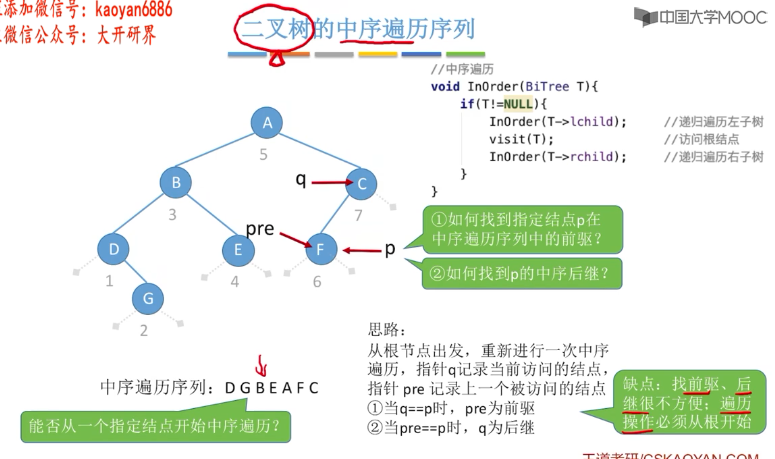 添加微信号：kaoyan6886
微信公众号：大开研界
二叉树的中序遍历序列
中国大学MOOC
//中序遍历
void InOrder(BiTree T){
if(T!=NULL){
InOrder(T->lchild); //递归遍历左子树
visit(T); //访问根结点
InOrder(T->rchild); //递归遍历右子树
}
}
A
5
B
3
q
C
7
pre
D
1
E
4
F
6
p
G
2
①如何找到指定结点p在
中序遍历序列中的前驱？
②如何找到p的中序后继？
思路：
从根节点出发，重新进行一次中序
遍历，指针q记录当前访问的结点，
指针 pre 记录上一个被访问的结点
①当q==p时，pre为前驱
②当pre==p时，q为后继
缺点：找前驱、后
继很不方便；遍历
操作必须从根开始
中序遍历序列：D G B E A F C
能否从一个指定结点开始中序遍历？
王道考研/CSKAOYAN.COM